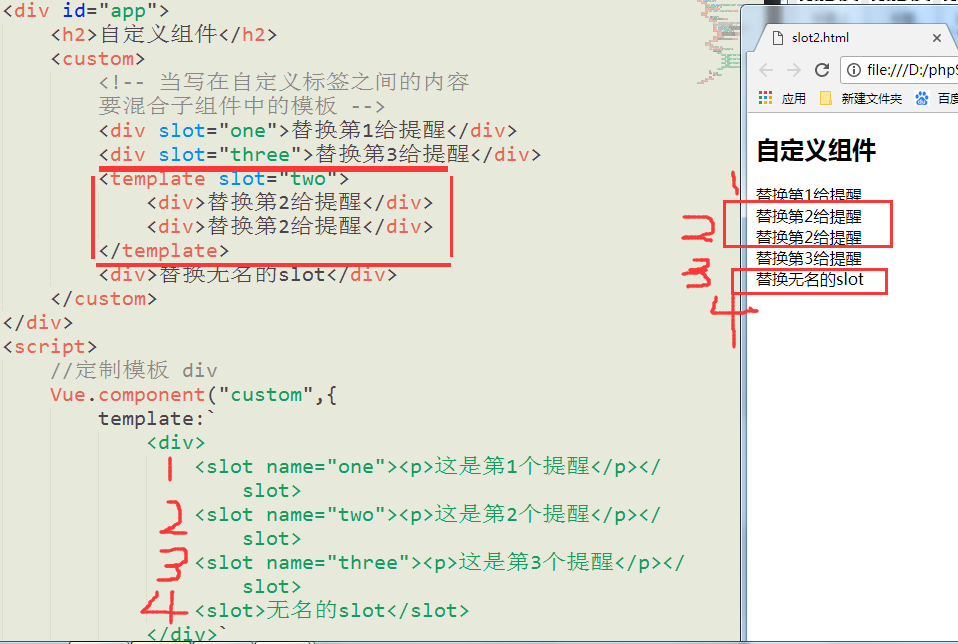 <div id="app">
<h2>自定义组件</h2>
<custom>
<!-- 当写在自定义标签之间的内容
要混合子组件中的模板 -->
<div slot="one">替换第1给提醒</div>
<div slot="three">替换第3给提醒</div>
<template slot="two">
<div>替换第2给提醒</div>
<div>替换第2给提醒</div>
</template>
<div>替换无名的slot</div>
</custom>
</div>
<script>
//定制模板 div
Vue.component("custom",{
template:`
<div>
1 <slot name="one"><p>这是第1个提醒</p></
slot>
2 <slot name="two"><p>这是第2个提醒</p></
slot>
3 <slot name="three"><p>这是第3个提醒</p></
slot>
4 <slot>无名的slot</slot>
</div>`
slot2.html
file:///D:/phpS
应用 新建文件夹 百度
自定义组件
1 替换第1给提醒
2 替换第2给提醒
替换第2给提醒
3 替换第3给提醒
4 替换无名的slot